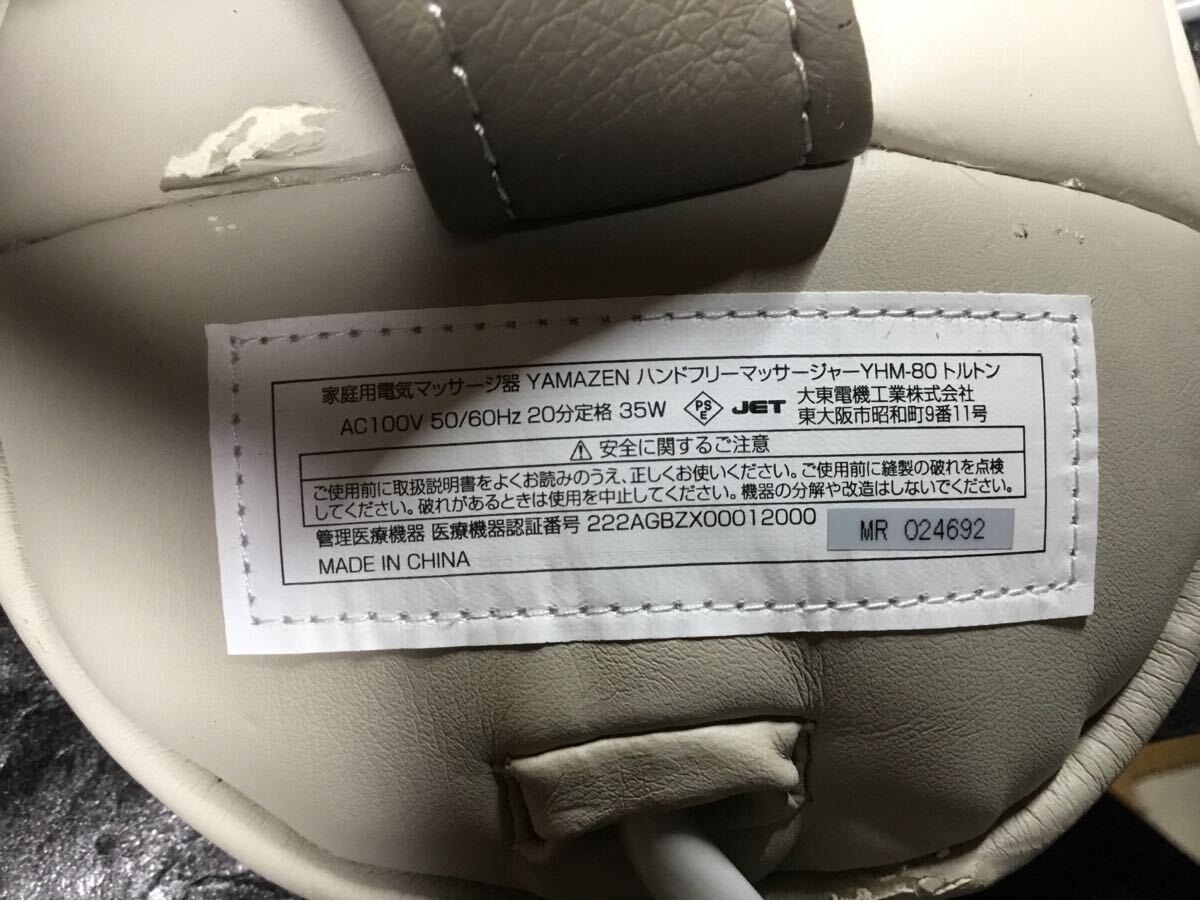 家庭用電気マッサージ器 YAMAZEN ハンドフリーマッサージャーYHM-80 トルトン
AC100V 50/60Hz 20分定格 35W PSE JET 大東電機工業株式会社
東大阪市昭和町9番11号
⚠ 安全に関するご注意
ご使用前に取扱説明書をよくお読みのうえ、正しくお使いください。ご使用前に縫製の破れを点検
してください。破れがあるときは使用を中止してください。機器の分解や改造はしないでください。
管理医療機器 医療機器認証番号 222AGBZX00012000
MR 024692
MADE IN CHINA